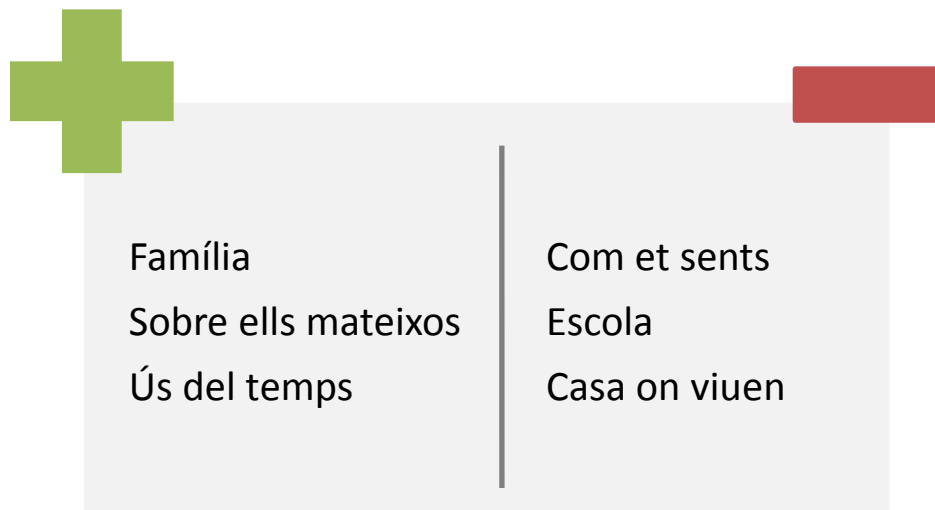 Família
Sobre ells mateixos
Ús del temps
Com et sents
Escola
Casa on viuen